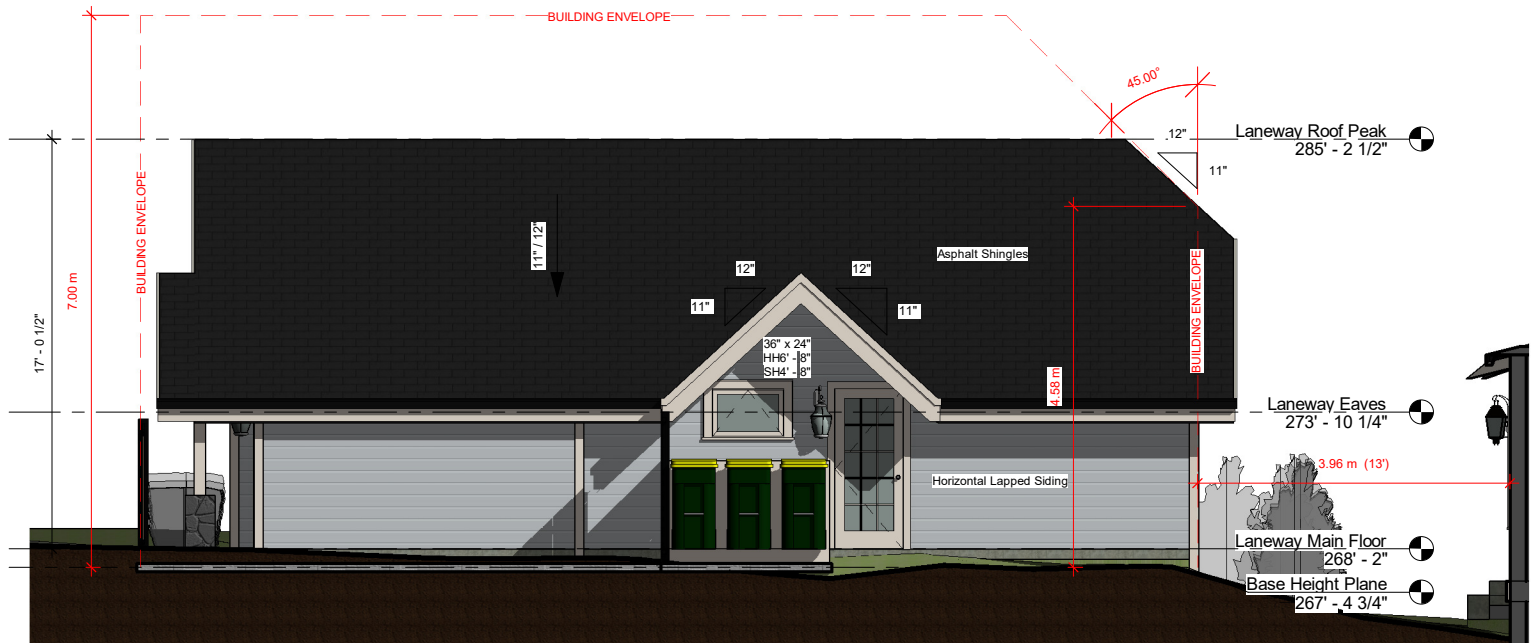 BUILDING ENVELOPE
45.00°
Laneway Roof Peak
285' - 2 1/2"
12"
11"
BUILDING ENVELOPE
7.00 m
17' - 0 1/2"
11" / 12"
Asphalt Shingles
BUILDING ENVELOPE
12"
12"
11"
11"
36" x 24"
HH6' - 8"
SH4' - 8"
4.58 m
Laneway Eaves
273' - 10 1/4"
3.96 m (13')
Horizontal Lapped Siding
Laneway Main Floor
268' - 2"
Base Height Plane
267' - 4 3/4"